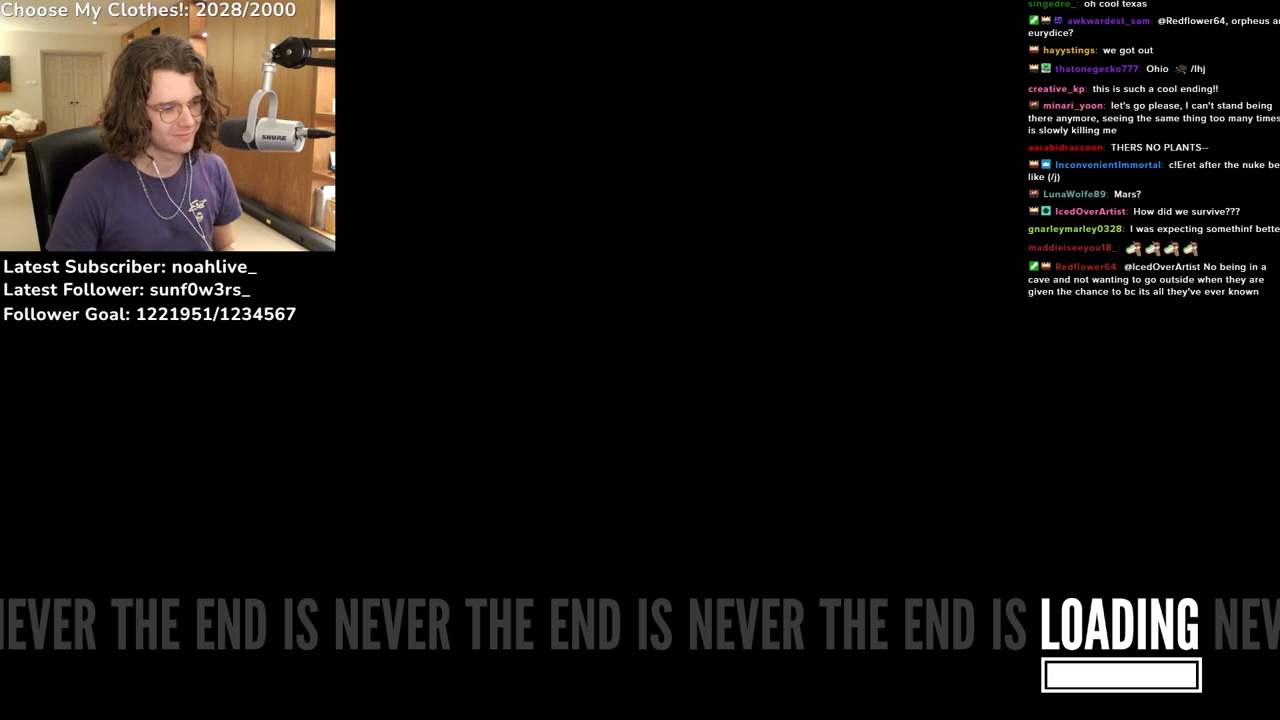 Choose My Clothes!: 2028/2000
SHURE
Eret
Latest Subscriber: noahlive_
Latest Follower: sunf0w3rs_
Follower Goal: 1221951/1234567
singedro_: oh cool texas
awkwardest_sam: @Redflower64, orpheus an
eurydice?
hayystings: we got out
thatonegecko777: Ohio /lhj
creative_kp: this is such a cool ending!!
minari_yoon: let's go please, I can't stand being
there anymore, seeing the same thing too many times
is slowly killing me
aarabidraccoon: THERS NO PLANTS--
InconvenientImmortal: c!Eret after the nuke be
like (/j)
LunaWolfe89: Mars?
IcedOverArtist: How did we survive???
gnarleymarley0328: I was expecting somethinf bette
maddieiseeyou18_:
Redflower64: @IcedOverArtist No being in a
cave and not wanting to go outside when they are
given the chance to bc its all they've ever known
NEVER THE END IS NEVER THE END IS NEVER THE END IS LOADING NEV